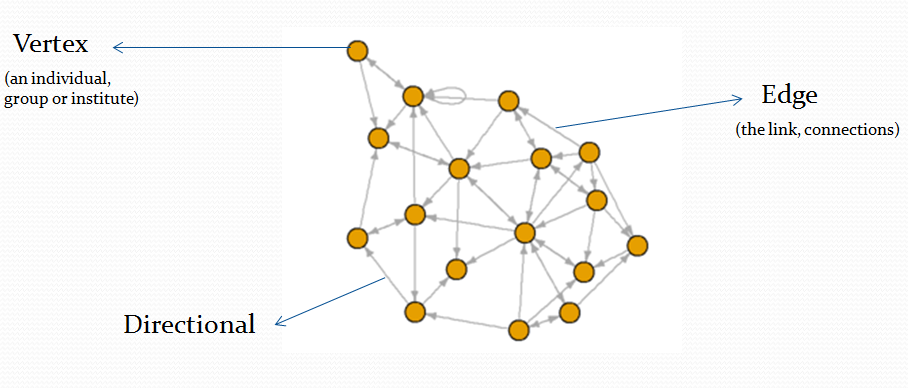 Vertex
(an individual,
group or institute)
Edge
(the link, connections)
Directional